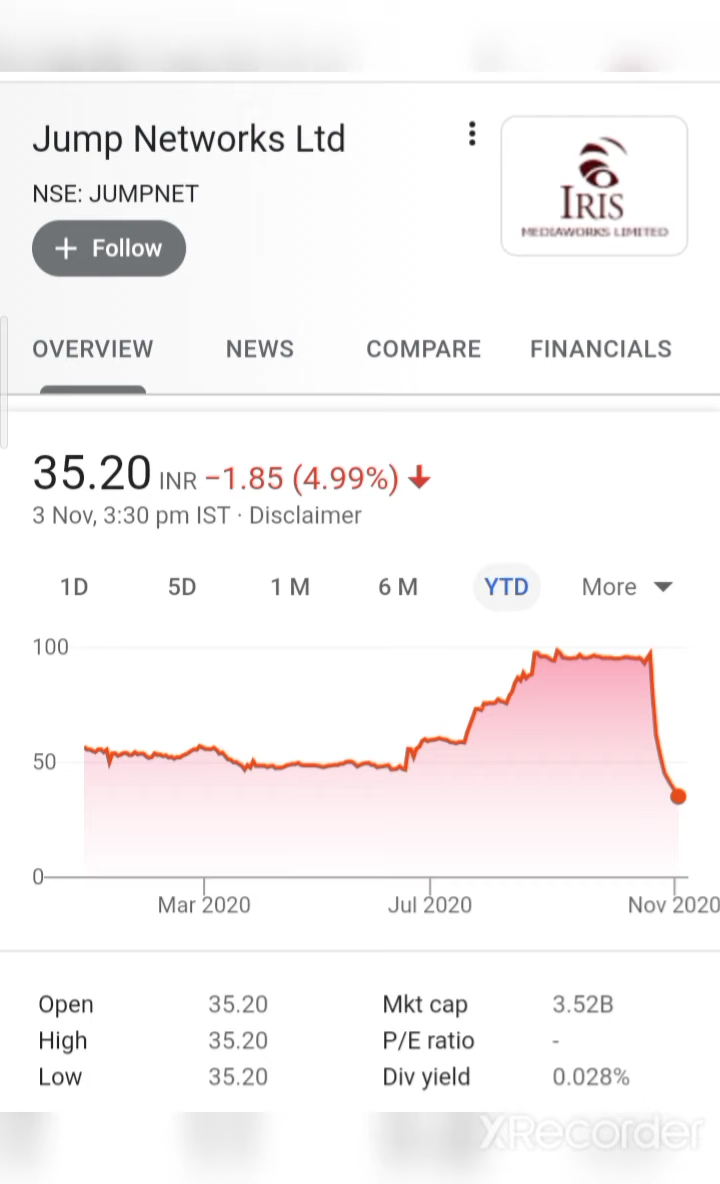 Jump Networks Ltd
NSE: JUMPNET
+ Follow
IRIS
MEDIAWORKS LIMITED
OVERVIEW NEWS COMPARE FINANCIALS
35.20 INR −1.85 (4.99%)
3 Nov, 3:30 pm IST · Disclaimer
1D 5D 1 M 6 M YTD More
100
50
0
Mar 2020 Jul 2020 Nov 2020
Open 35.20 Mkt cap 3.52B
High 35.20 P/E ratio -
Low 35.20 Div yield 0.028%
XRecorder